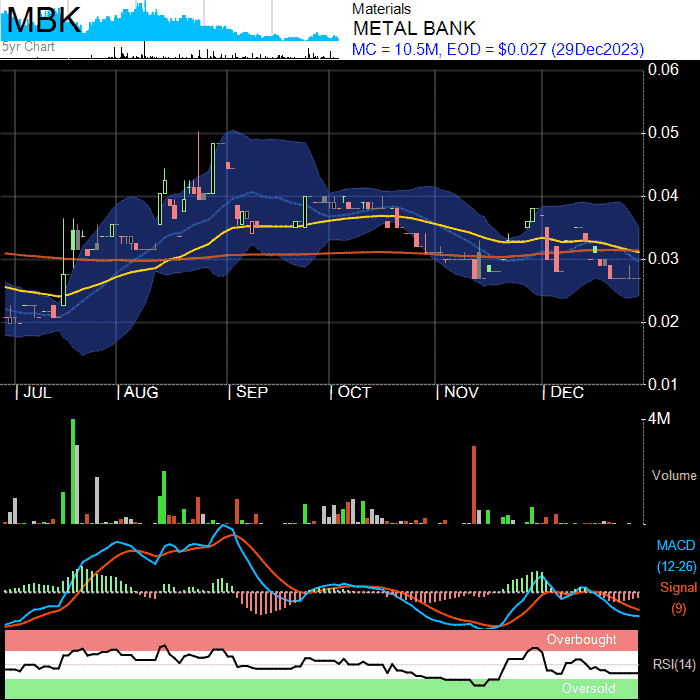 MBK
5yr Chart
Materials
METAL BANK
MC = 10.5M, EOD = $0.027 (29Dec2023)
0.06
0.05
0.04
0.03
0.02
0.01
JUL AUG SEP OCT NOV DEC
4M
Volume
MACD
(12-26)
Signal
(9)
Overbought
RSI(14)
Oversold